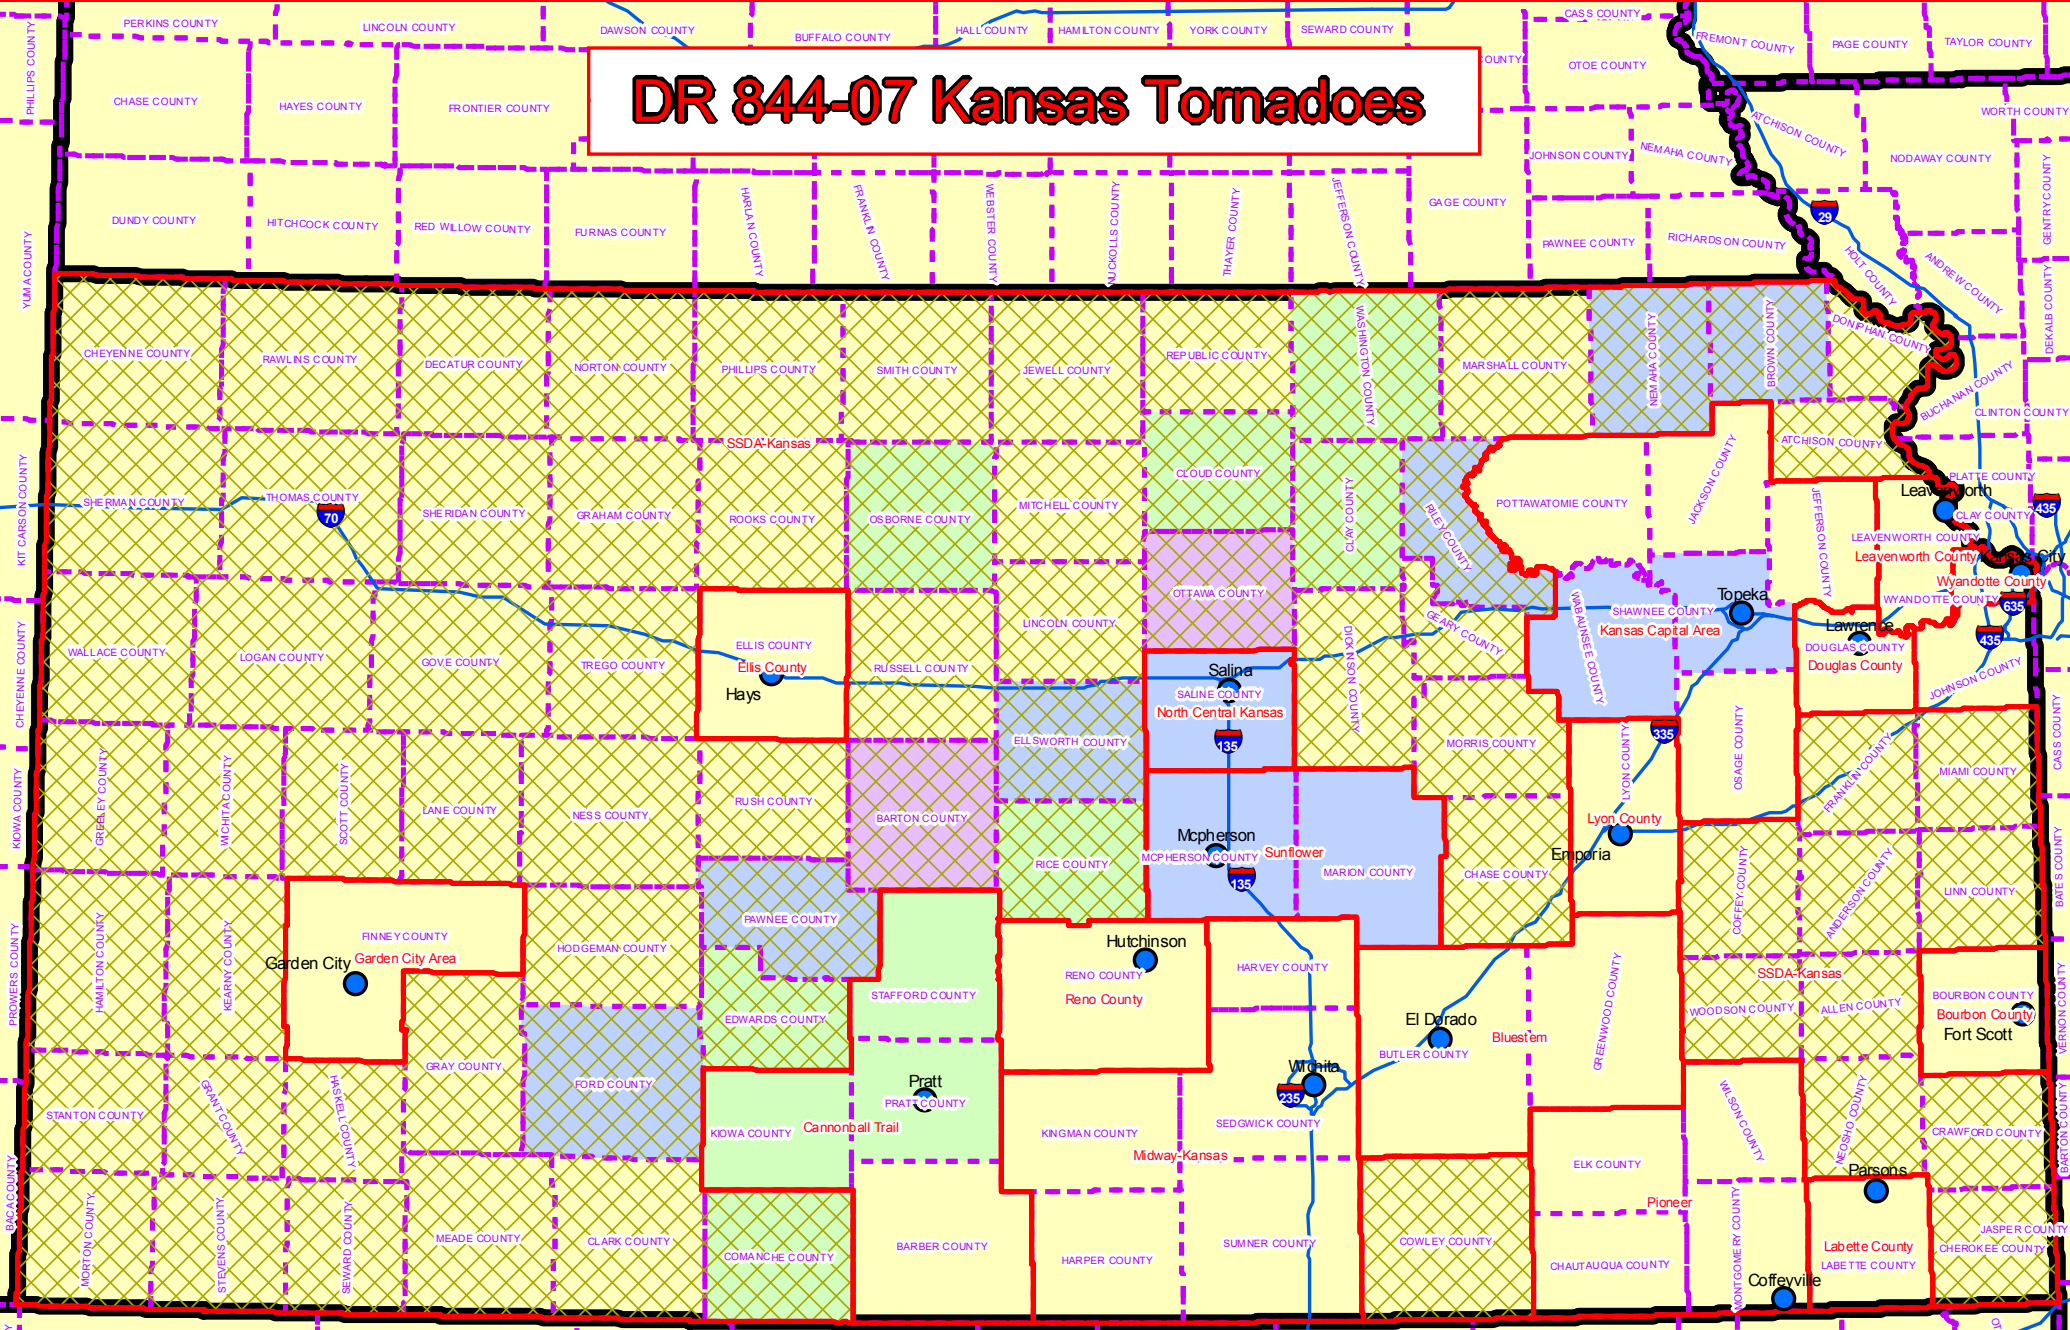 PERKINS COUNTY
LINCOLN COUNTY
DAWSON COUNTY
BUFFALO COUNTY
HALL COUNTY
HAMILTON COUNTY
YORK COUNTY
SEWARD COUNTY
CASS COUNTY
FREMONT COUNTY
PAGE COUNTY
TAYLOR COUNTY
PHILLIPS COUNTY
CHASE COUNTY
HAYES COUNTY
FRONTIER COUNTY
DR 844-07 Kansas Tornadoes
OUNTY
OTOE COUNTY
WORTH COUNTY
ATCHISON COUNTY
JOHNSON COUNTY
NEMAHA COUNTY
NODAWAY COUNTY
GENTRY COUNTY
DUNDY COUNTY
HITCHCOCK COUNTY
RED WILLOW COUNTY
FURNAS COUNTY
HARLAN COUNTY
FRANKLIN COUNTY
WEBSTER COUNTY
NUCKOLLS COUNTY
THAYER COUNTY
JEFFERSON COUNTY
GAGE COUNTY
PAWNEE COUNTY
RICHARDSON COUNTY
29
HOLT COUNTY
ANDREW COUNTY
DEKALB COUNTY
YUMA COUNTY
CHEYENNE COUNTY
RAWLINS COUNTY
DECATUR COUNTY
NORTON COUNTY
PHILLIPS COUNTY
SMITH COUNTY
JEWELL COUNTY
REPUBLIC COUNTY
WASHINGTON COUNTY
MARSHALL COUNTY
NEMAHA COUNTY
BROWN COUNTY
DONIPHAN COUNTY
BUCHANAN COUNTY
CLINTON COUNTY
SSDA-Kansas
ATCHISON COUNTY
KIT CARSON COUNTY
SHERMAN COUNTY
THOMAS COUNTY
70
SHERIDAN COUNTY
GRAHAM COUNTY
ROOKS COUNTY
OSBORNE COUNTY
MITCHELL COUNTY
CLOUD COUNTY
CLAY COUNTY
RILEY COUNTY
POTTAWATOMIE COUNTY
JACKSON COUNTY
JEFFERSON COUNTY
PLATTE COUNTY
Leavenworth
CLAY COUNTY
435
LEAVENWORTH COUNTY
Leavenworth County
Wyandotte County
WYANDOTTE COUNTY
635
435
CHEYENNE COUNTY
WALLACE COUNTY
LOGAN COUNTY
GOVE COUNTY
TREGO COUNTY
ELLIS COUNTY
Ellis County
Hays
RUSSELL COUNTY
LINCOLN COUNTY
OTTAWA COUNTY
DICKINSON COUNTY
GEARY COUNTY
WABAUNSEE COUNTY
Topeka
SHAWNEE COUNTY
Kansas Capital Area
Lawrence
DOUGLAS COUNTY
Douglas County
JOHNSON COUNTY
Salina
SALINE COUNTY
North Central Kansas
135
ELLSWORTH COUNTY
MORRIS COUNTY
335
LYON COUNTY
OSAGE COUNTY
FRANKLIN COUNTY
MIAMI COUNTY
CASS COUNTY
KIOWA COUNTY
GREELEY COUNTY
WICHITA COUNTY
SCOTT COUNTY
LANE COUNTY
NESS COUNTY
RUSH COUNTY
BARTON COUNTY
RICE COUNTY
Mcpherson
MCPHERSON COUNTY
135
Sunflower
MARION COUNTY
CHASE COUNTY
Lyon County
Emporia
COFFEY COUNTY
ANDERSON COUNTY
LINN COUNTY
BATES COUNTY
PROWERS COUNTY
HAMILTON COUNTY
KEARNY COUNTY
FINNEY COUNTY
Garden City
Garden City Area
HODGEMAN COUNTY
PAWNEE COUNTY
EDWARDS COUNTY
STAFFORD COUNTY
Hutchinson
RENO COUNTY
Reno County
HARVEY COUNTY
El Dorado
BUTLER COUNTY
Bluestem
GREENWOOD COUNTY
SSDA-Kansas
WOODSON COUNTY
ALLEN COUNTY
BOURBON COUNTY
Bourbon County
Fort Scott
VERNON COUNTY
STANTON COUNTY
GRANT COUNTY
HASKELL COUNTY
GRAY COUNTY
FORD COUNTY
KIOWA COUNTY
Pratt
PRATT COUNTY
Cannonball Trail
KINGMAN COUNTY
Midway-Kansas
Wichita
235
SEDGWICK COUNTY
ELK COUNTY
WILSON COUNTY
NEOSHO COUNTY
CRAWFORD COUNTY
BARTON COUNTY
Parsons
BACA COUNTY
MORTON COUNTY
STEVENS COUNTY
SEWARD COUNTY
MEADE COUNTY
CLARK COUNTY
COMANCHE COUNTY
BARBER COUNTY
HARPER COUNTY
SUMNER COUNTY
COWLEY COUNTY
CHAUTAUQUA COUNTY
Pioneer
MONTGOMERY COUNTY
Coffeyville
Labette County
LABETTE COUNTY
JASPER COUNTY
CHEROKEE COUNTY